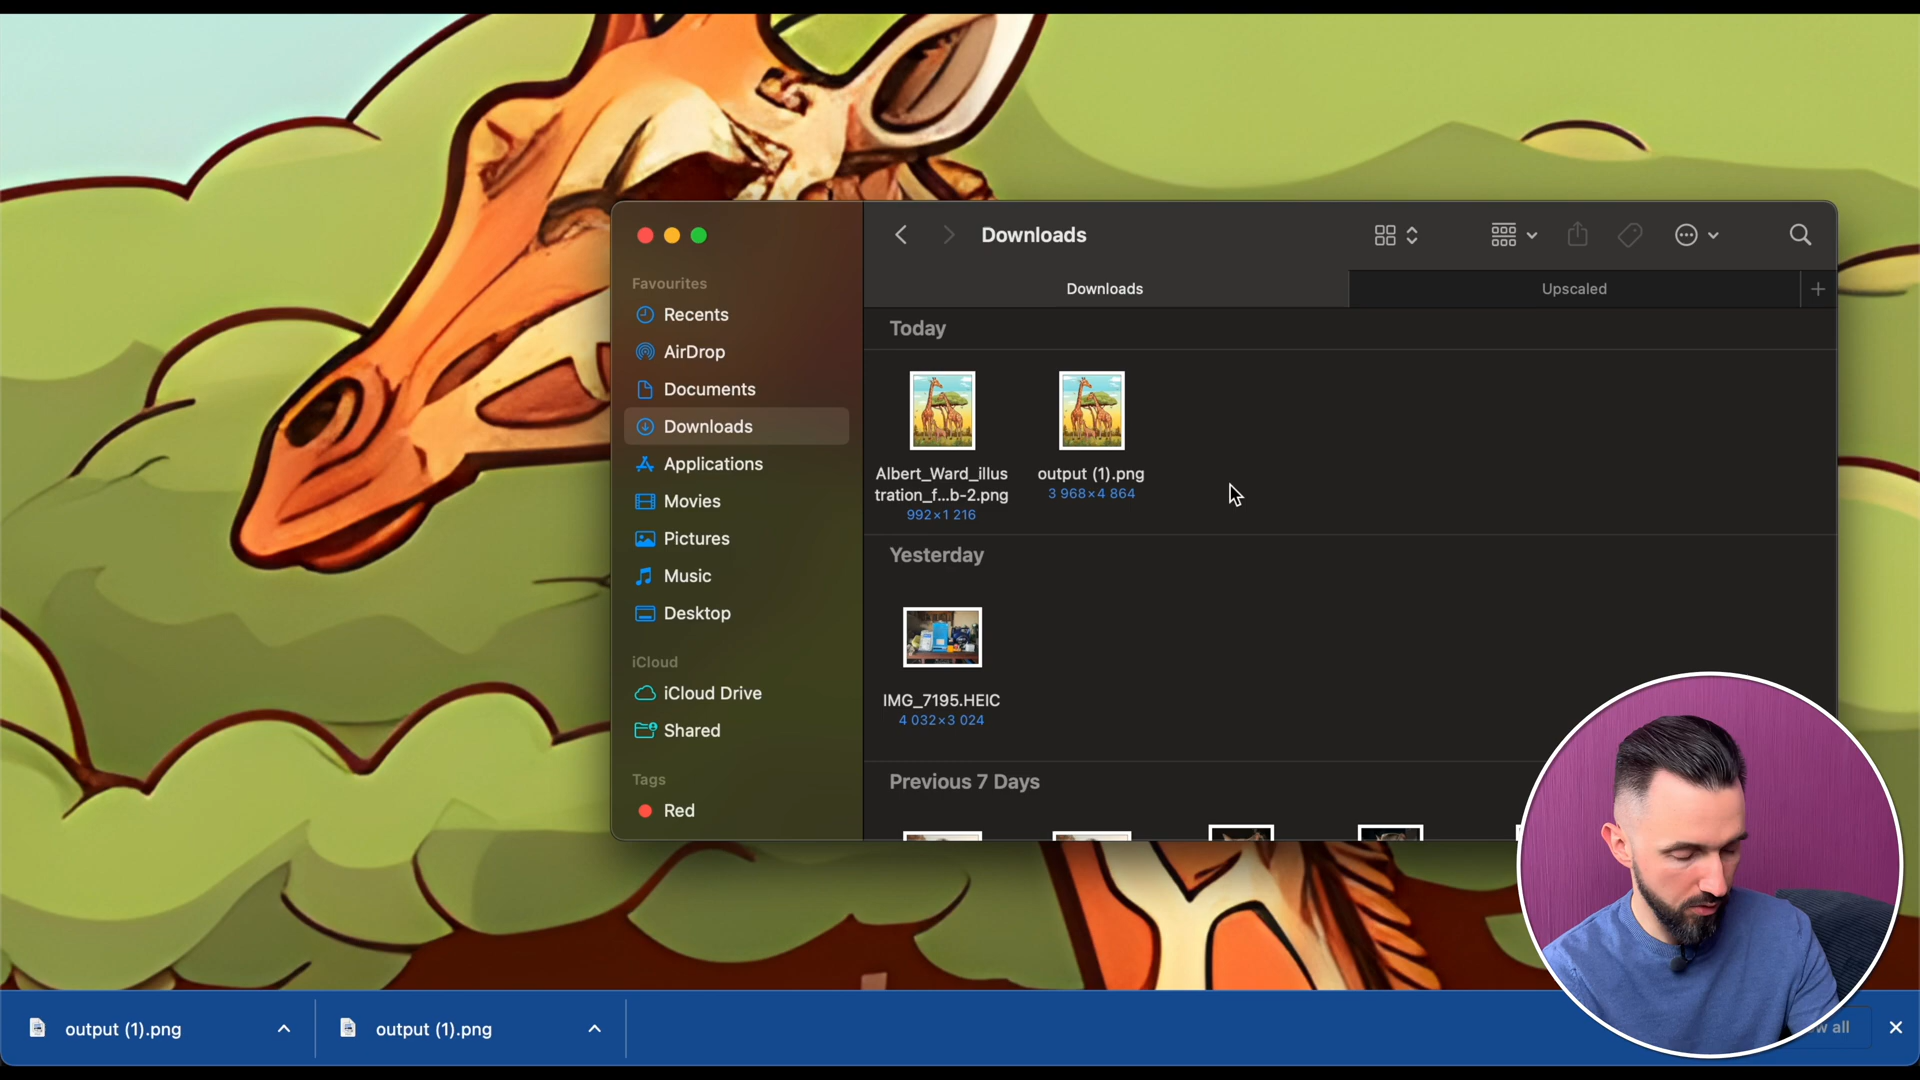 Downloads
Favourites
Recents
AirDrop
Documents
Downloads
Applications
Movies
Pictures
Music
Desktop
iCloud
iCloud Drive
Shared
Tags
Red
Downloads
Upscaled
Today
Albert_Ward_illus
tration_f...b-2.png
992×1 216
output (1).png
3 968×4 864
Yesterday
IMG_7195.HEIC
4 032×3 024
Previous 7 Days
output (1).png
output (1).png
all